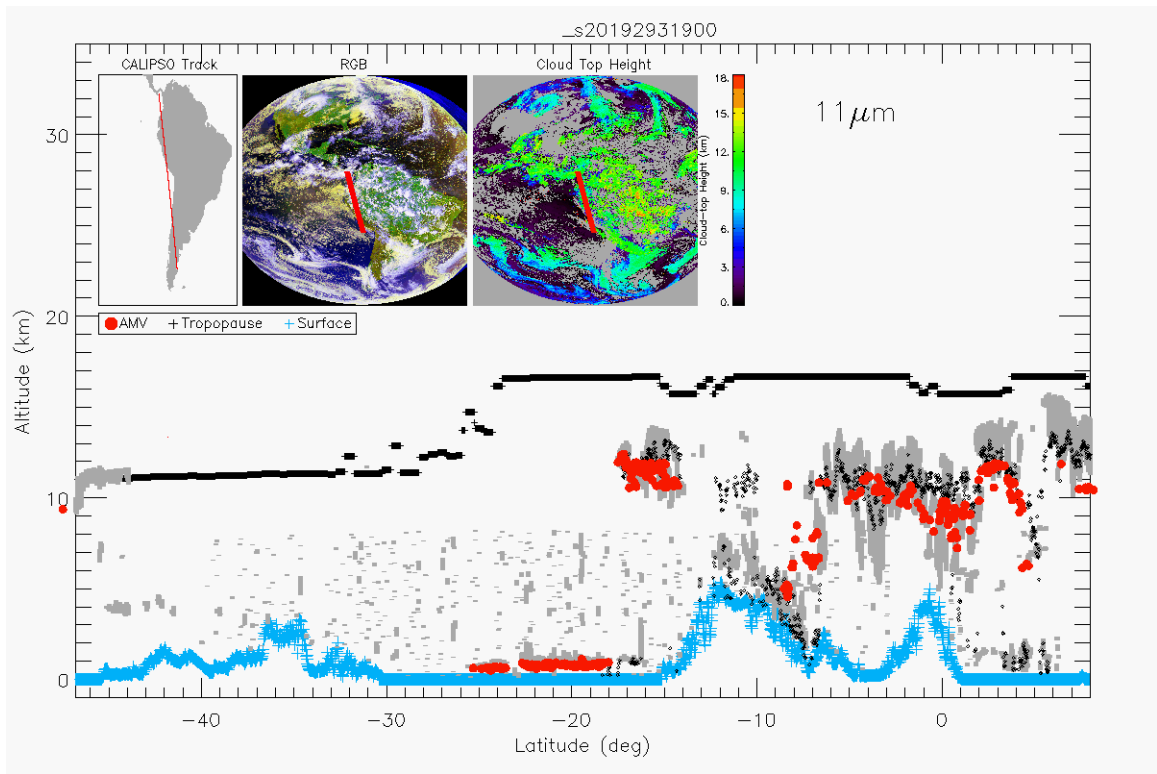 _s20192931900
CALIPSO Track
RGB
Cloud Top Height
11μm
18.
15.
12.
9.
6.
3.
0.
Cloud-top Height (km)
AMV
Tropopause
Surface
Altitude (km)
30
20
10
0
-40
-30
-20
-10
0
Latitude (deg)